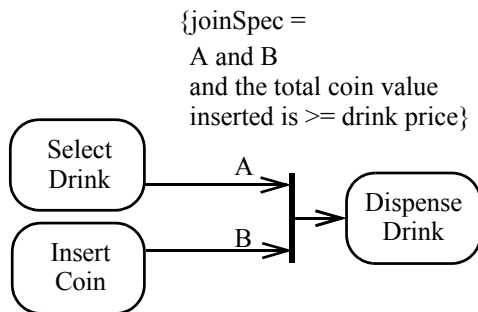 {joinSpec =
A and B
and the total coin value
inserted is >= drink price}
Select
Drink
A
Dispense
Drink
B
Insert
Coin